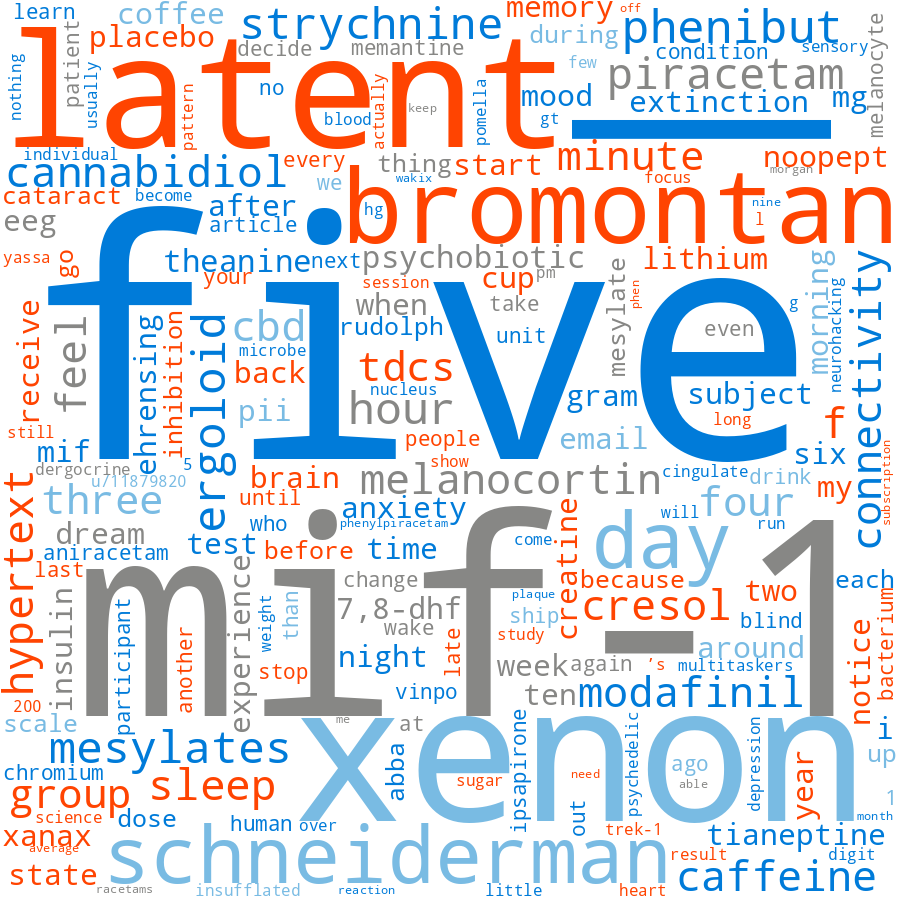 learn
coffee
strychnine
memory
off
phenibut
latent
placebo
patient
decide
memantine
during
condition
sensory
melanocyte
nothing
usually
pattern
no
actually
keep
few
piracetam
blood
pomella
mood
gt
extinction
mg
individual
cannabidiol
every
thing
start
minute
noopept
we
wakix
focus
morgan
cataract
become
after
hg
bromontan
nine
l
eeg
article
five
yassa
go
theanine
next
psychobiotic
lithium
your
session
cup
pm
mesylate
phen
g
morning
neurohacking
connectivity
receive
feel
ehrensing
inhibition
ergoloid
cbd
when
take
even
rudolph
unit
microbe
tdcs
back
nucleus
gram
subject
pii
hour
long
f
still
people
email
six
mif
show
dergocrine
5
brain
melanocortin
cingulate
drink
my
subscription
u711879820
hypertext
three
until
anxiety
four
who
phenylpiracetam
will
run
dream
test
before
time
come
creatine
day
aniracetam
mif-1
last
change
plaque
because
two
each
insulin
participant
another
experience
weight
than
7,8-dhf
wake
late
ship
cresol
blind
study
around
notice
bacterium
stop
night
week
again
's
multitaskers
200
vinpo
ten
modafinil
scale
me
at
xenon
i
mesylates
abba
ipsapirone
psychedelic
depression
year
up
chromium
sleep
sugar
need
ago
able
1
group
out
month
science
dose
human
over
trek-1
tianeptine
xanax
average
schneiderman
result
digit
state
racetams
insufflated
reaction
little
heart
caffeine